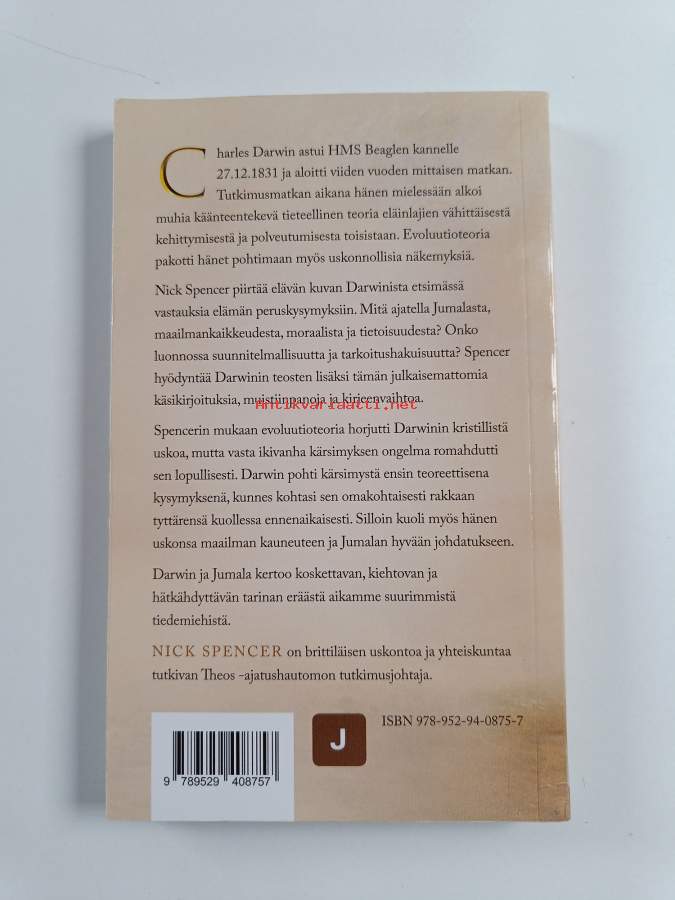 Charles Darwin astui HMS Beaglen kannelle
27.12.1831 ja aloitti viiden vuoden mittaisen matkan.
Tutkimusmatkan aikana hänen mielessään alkoi
muhia käänteentekevä tieteellinen teoria eläinlajien vähittäisestä
kehittymisestä ja polveutumisesta toisistaan. Evoluutioteoria
pakotti hänet pohtimaan myös uskonnollisia näkemyksiä.
Nick Spencer piirtää elävän kuvan Darwinista etsimässä
vastauksia elämän peruskysymyksiin. Mitä ajatella Jumalasta,
maailmankaikkeudesta, moraalista ja tietoisuudesta? Onko
luonnossa suunnitelmallisuutta ja tarkoitushakuisuutta? Spencer
hyödyntää Darwinin teosten lisäksi tämän julkaisemattomia
käsikirjoituksia, muistiinpanoja ja kirjeenvaihtoa.
Antikvariaatti.net
Spencerin mukaan evoluutioteoria horjutti Darwinin kristillistä
uskoa, mutta vasta ikivanha kärsimyksen ongelma romahdutti
sen lopullisesti. Darwin pohti kärsimystä ensin teoreettisena
kysymyksenä, kunnes kohtasi sen omakohtaisesti rakkaan
tyttärensä kuollessa ennenaikaisesti. Silloin kuoli myös hänen
uskonsa maailman kauneuteen ja Jumalan hyvään johdatukseen.
Darwin ja Jumala kertoo koskettavan, kiehtovan ja
hätkähdyttävän tarinan eräästä aikamme suurimmistä
tiedemiehistä.
NICK SPENCER on brittiläisen uskontoa ja yhteiskuntaa
tutkivan Theos -ajatushautomon tutkimusjohtaja.
J
ISBN 978-952-94-0875-7
9 789529 408757